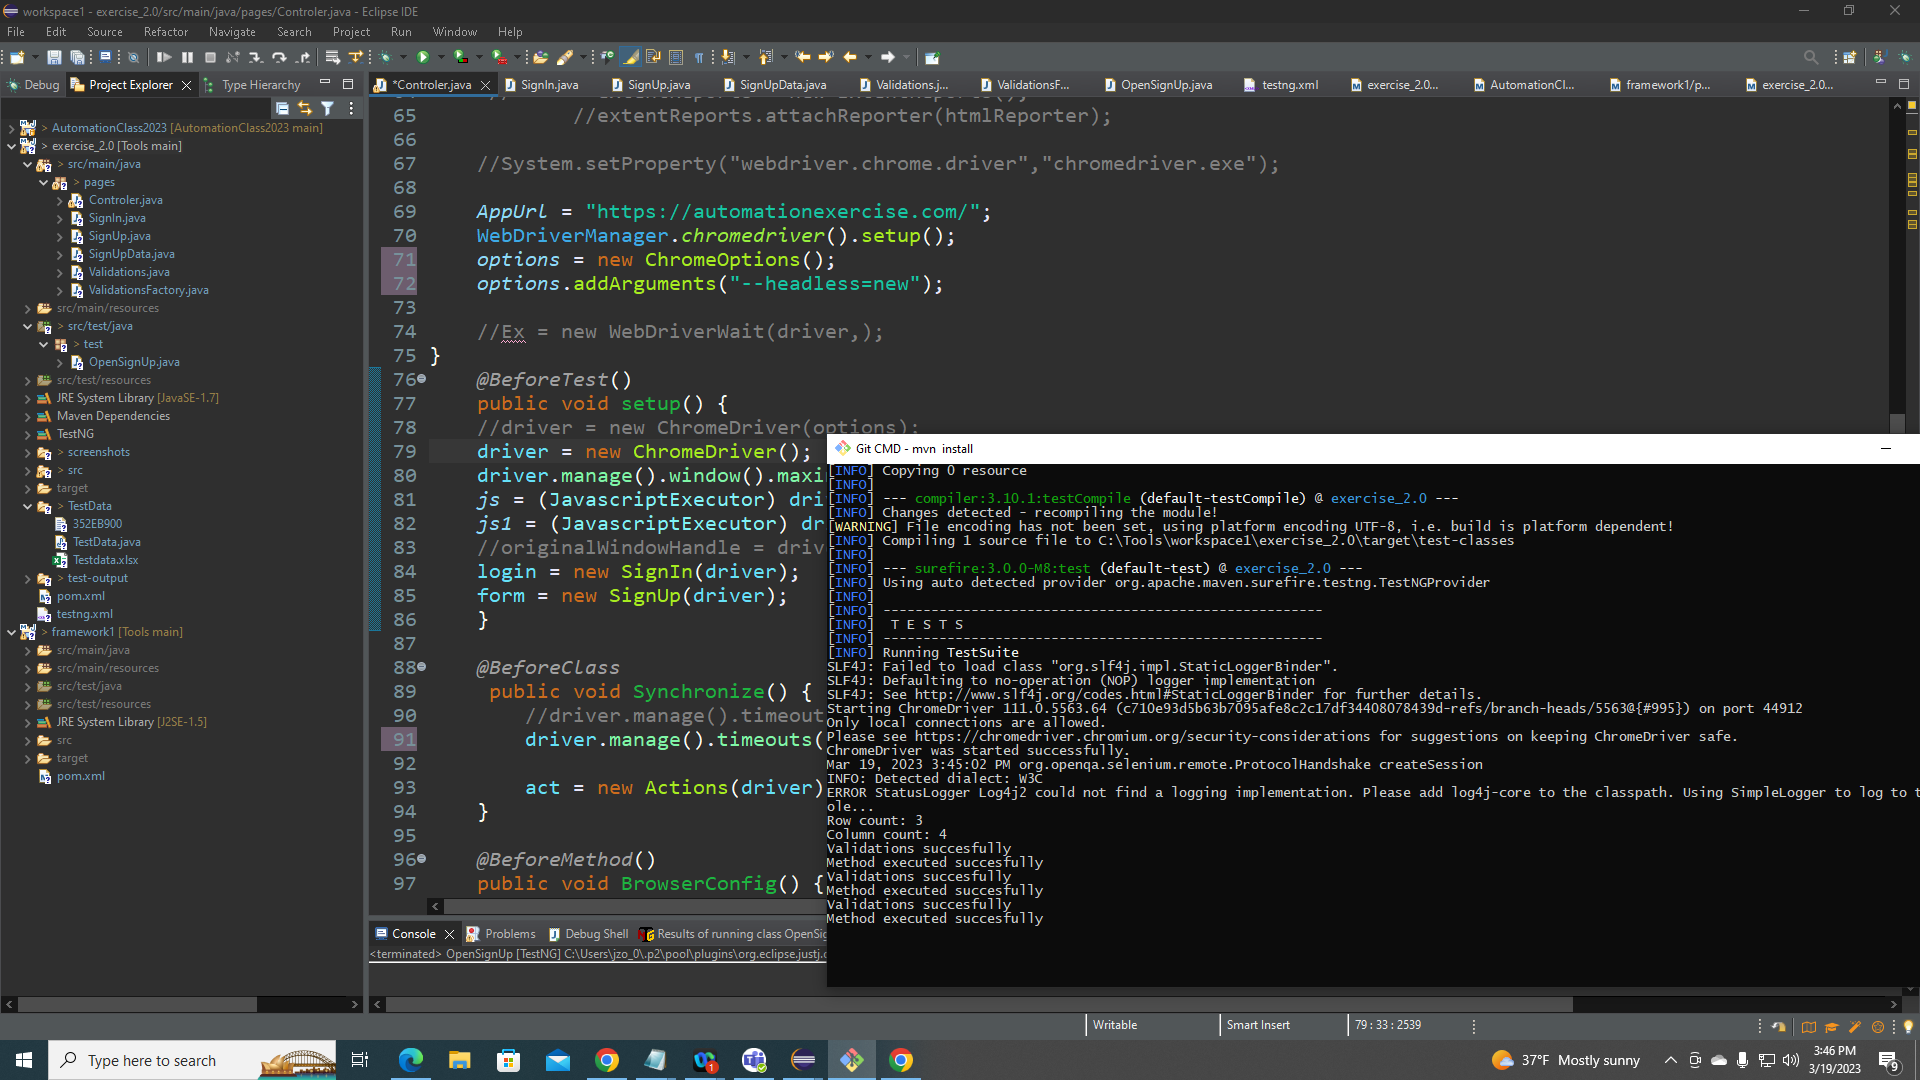 workspace1 - exercise_2.0/src/main/java/pages/Controler.java - Eclipse IDE
File Edit Source Refactor Navigate Search Project Run Window Help
Debug Project Explorer Type Hierarchy
*Controler.java SignIn.java SignUp.java SignUpData.java Validations.j... ValidationsF... OpenSignUp.java testng.xml exercise_2.0... AutomationCl... framework1/p... exercise_2.0...
> AutomationClass2023 [AutomationClass2023 main]
> exercise_2.0 [Tools main]
> src/main/java
> pages
Controler.java
SignIn.java
SignUp.java
SignUpData.java
Validations.java
ValidationsFactory.java
src/main/resources
> src/test/java
> test
OpenSignUp.java
src/test/resources
JRE System Library [JavaSE-1.7]
Maven Dependencies
TestNG
> screenshots
> src
target
> TestData
352EB900
TestData.java
Testdata.xlsx
> test-output
pom.xml
testng.xml
> framework1 [Tools main]
src/main/java
src/main/resources
src/test/java
src/test/resources
JRE System Library [J2SE-1.5]
src
target
pom.xml
65 //extentReports.attachReporter(htmlReporter);
66
67 //System.setProperty("webdriver.chrome.driver","chromedriver.exe");
68
69 AppUrl = "https://automationexercise.com/";
70 WebDriverManager.chromedriver().setup();
71 options = new ChromeOptions();
72 options.addArguments("--headless=new");
73
74 //Ex = new WebDriverWait(driver,);
75 }
76 @BeforeTest()
77 public void setup() {
78 //driver = new ChromeDriver(options);
79 driver = new ChromeDriver();
80 driver.manage().window().maxi
81 js = (JavascriptExecutor) dri
82 js1 = (JavascriptExecutor) dr
83 //originalWindowHandle = driv
84 login = new SignIn(driver);
85 form = new SignUp(driver);
86 }
87
88 @BeforeClass
89 public void Synchronize() {
90 //driver.manage().timeout
91 driver.manage().timeouts(
92
93 act = new Actions(driver)
94 }
95
96 @BeforeMethod()
97 public void BrowserConfig() {
Git CMD - mvn install
[INFO] Copying 0 resource
[INFO]
[INFO] --- compiler:3.10.1:testCompile (default-testCompile) @ exercise_2.0 ---
[INFO] Changes detected - recompiling the module!
[WARNING] File encoding has not been set, using platform encoding UTF-8, i.e. build is platform dependent!
[INFO] Compiling 1 source file to C:\Tools\workspace1\exercise_2.0\target\test-classes
[INFO]
[INFO] --- surefire:3.0.0-M8:test (default-test) @ exercise_2.0 ---
[INFO] Using auto detected provider org.apache.maven.surefire.testng.TestNGProvider
[INFO]
[INFO] -------------------------------------------------------
[INFO] T E S T S
[INFO] -------------------------------------------------------
[INFO] Running TestSuite
SLF4J: Failed to load class "org.slf4j.impl.StaticLoggerBinder".
SLF4J: Defaulting to no-operation (NOP) logger implementation
SLF4J: See http://www.slf4j.org/codes.html#StaticLoggerBinder for further details.
Starting ChromeDriver 111.0.5563.64 (c710e93d5b63b7095afe8c2c17df34408078439d-refs/branch-heads/5563@{#995}) on port 44912
Only local connections are allowed.
Please see https://chromedriver.chromium.org/security-considerations for suggestions on keeping ChromeDriver safe.
ChromeDriver was started successfully.
Mar 19, 2023 3:45:02 PM org.openqa.selenium.remote.ProtocolHandshake createSession
INFO: Detected dialect: W3C
ERROR StatusLogger Log4j2 could not find a logging implementation. Please add log4j-core to the classpath. Using SimpleLogger to log to t
ole...
Row count: 3
Column count: 4
Validations succesfully
Method executed succesfully
Validations succesfully
Method executed succesfully
Validations succesfully
Method executed succesfully
Console Problems Debug Shell Results of running class OpenSig
<terminated> OpenSignUp [TestNG] C:\Users\jzo_0\.p2\pool\plugins\org.eclipse.justj.
Writable Smart Insert 79 : 33 : 2539
Type here to search
37°F Mostly sunny
3:46 PM
3/19/2023
1
9